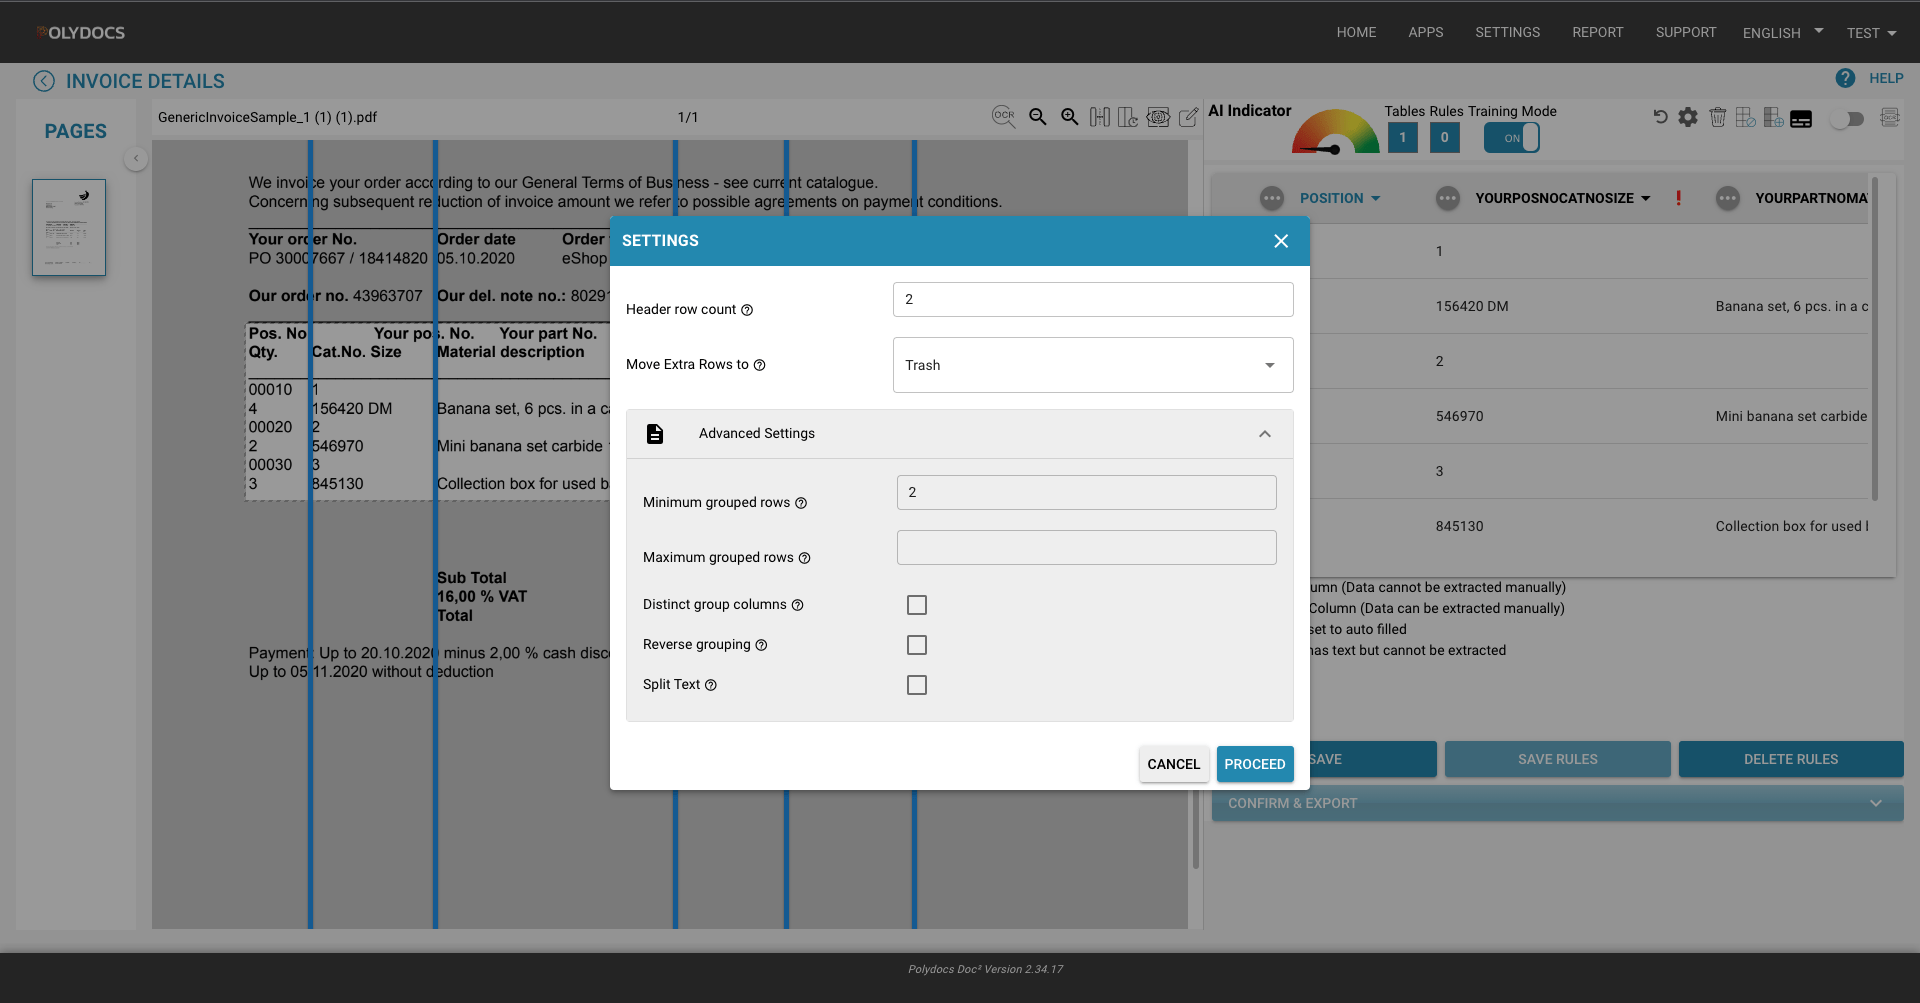 POLYDOCS
HOME APPS SETTINGS REPORT SUPPORT ENGLISH TEST
INVOICE DETAILS
HELP
PAGES
GenericInvoiceSample_1 (1) (1).pdf
1/1
OCR
AI Indicator
Tables Rules Training Mode
1 0 ON
We invoice your order according to our General Terms of Business - see current catalogue.
Concerning subsequent reduction of invoice amount we refer to possible agreements on payment conditions.
Your order No. Order date Order
PO 30007667 / 18414820 05.10.2020 eShop
Our order no. 43963707 Our del. note no.: 80291
Pos. No Your pos. No. Your part No.
Qty. Cat.No. Size Material description
00010 1
4 156420 DM Banana set, 6 pcs. in a ca
00020 2
2 546970 Mini banana set carbide
00030 3
3 845130 Collection box for used b
Sub Total
16,00 % VAT
Total
Payment: Up to 20.10.2020 minus 2,00 % cash disco
Up to 05.11.2020 without deduction
SETTINGS
Header row count
2
Move Extra Rows to
Trash
Advanced Settings
Minimum grouped rows
2
Maximum grouped rows
Distinct group columns
Reverse grouping
Split Text
CANCEL PROCEED
POSITION YOURPOSNOCATNOSIZE ! YOURPARTNOMA
1
156420 DM Banana set, 6 pcs. in a c
2
546970 Mini banana set carbide
3
845130 Collection box for used
umn (Data cannot be extracted manually)
Column (Data can be extracted manually)
set to auto filled
has text but cannot be extracted
SAVE SAVE RULES DELETE RULES
CONFIRM & EXPORT
Polydocs Doc² Version 2.34.17